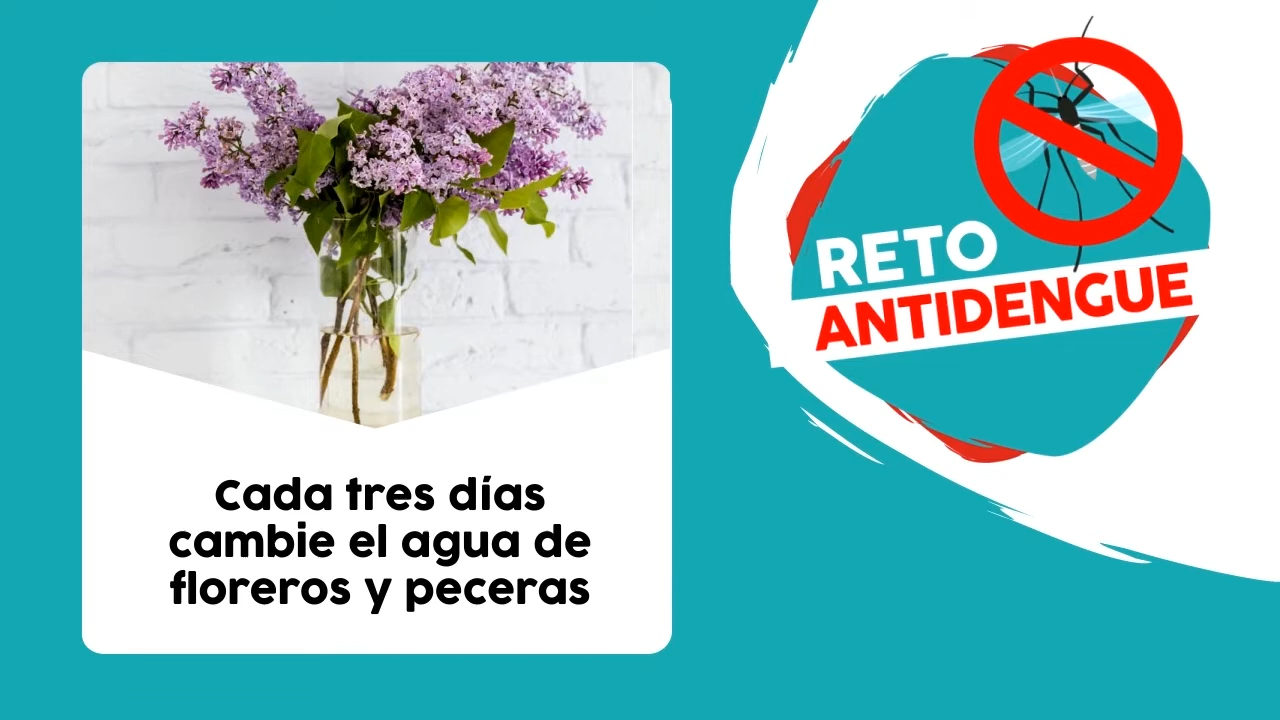 Cada tres días
cambie el agua de
floreros y peceras
RETO
ANTIDENGUE